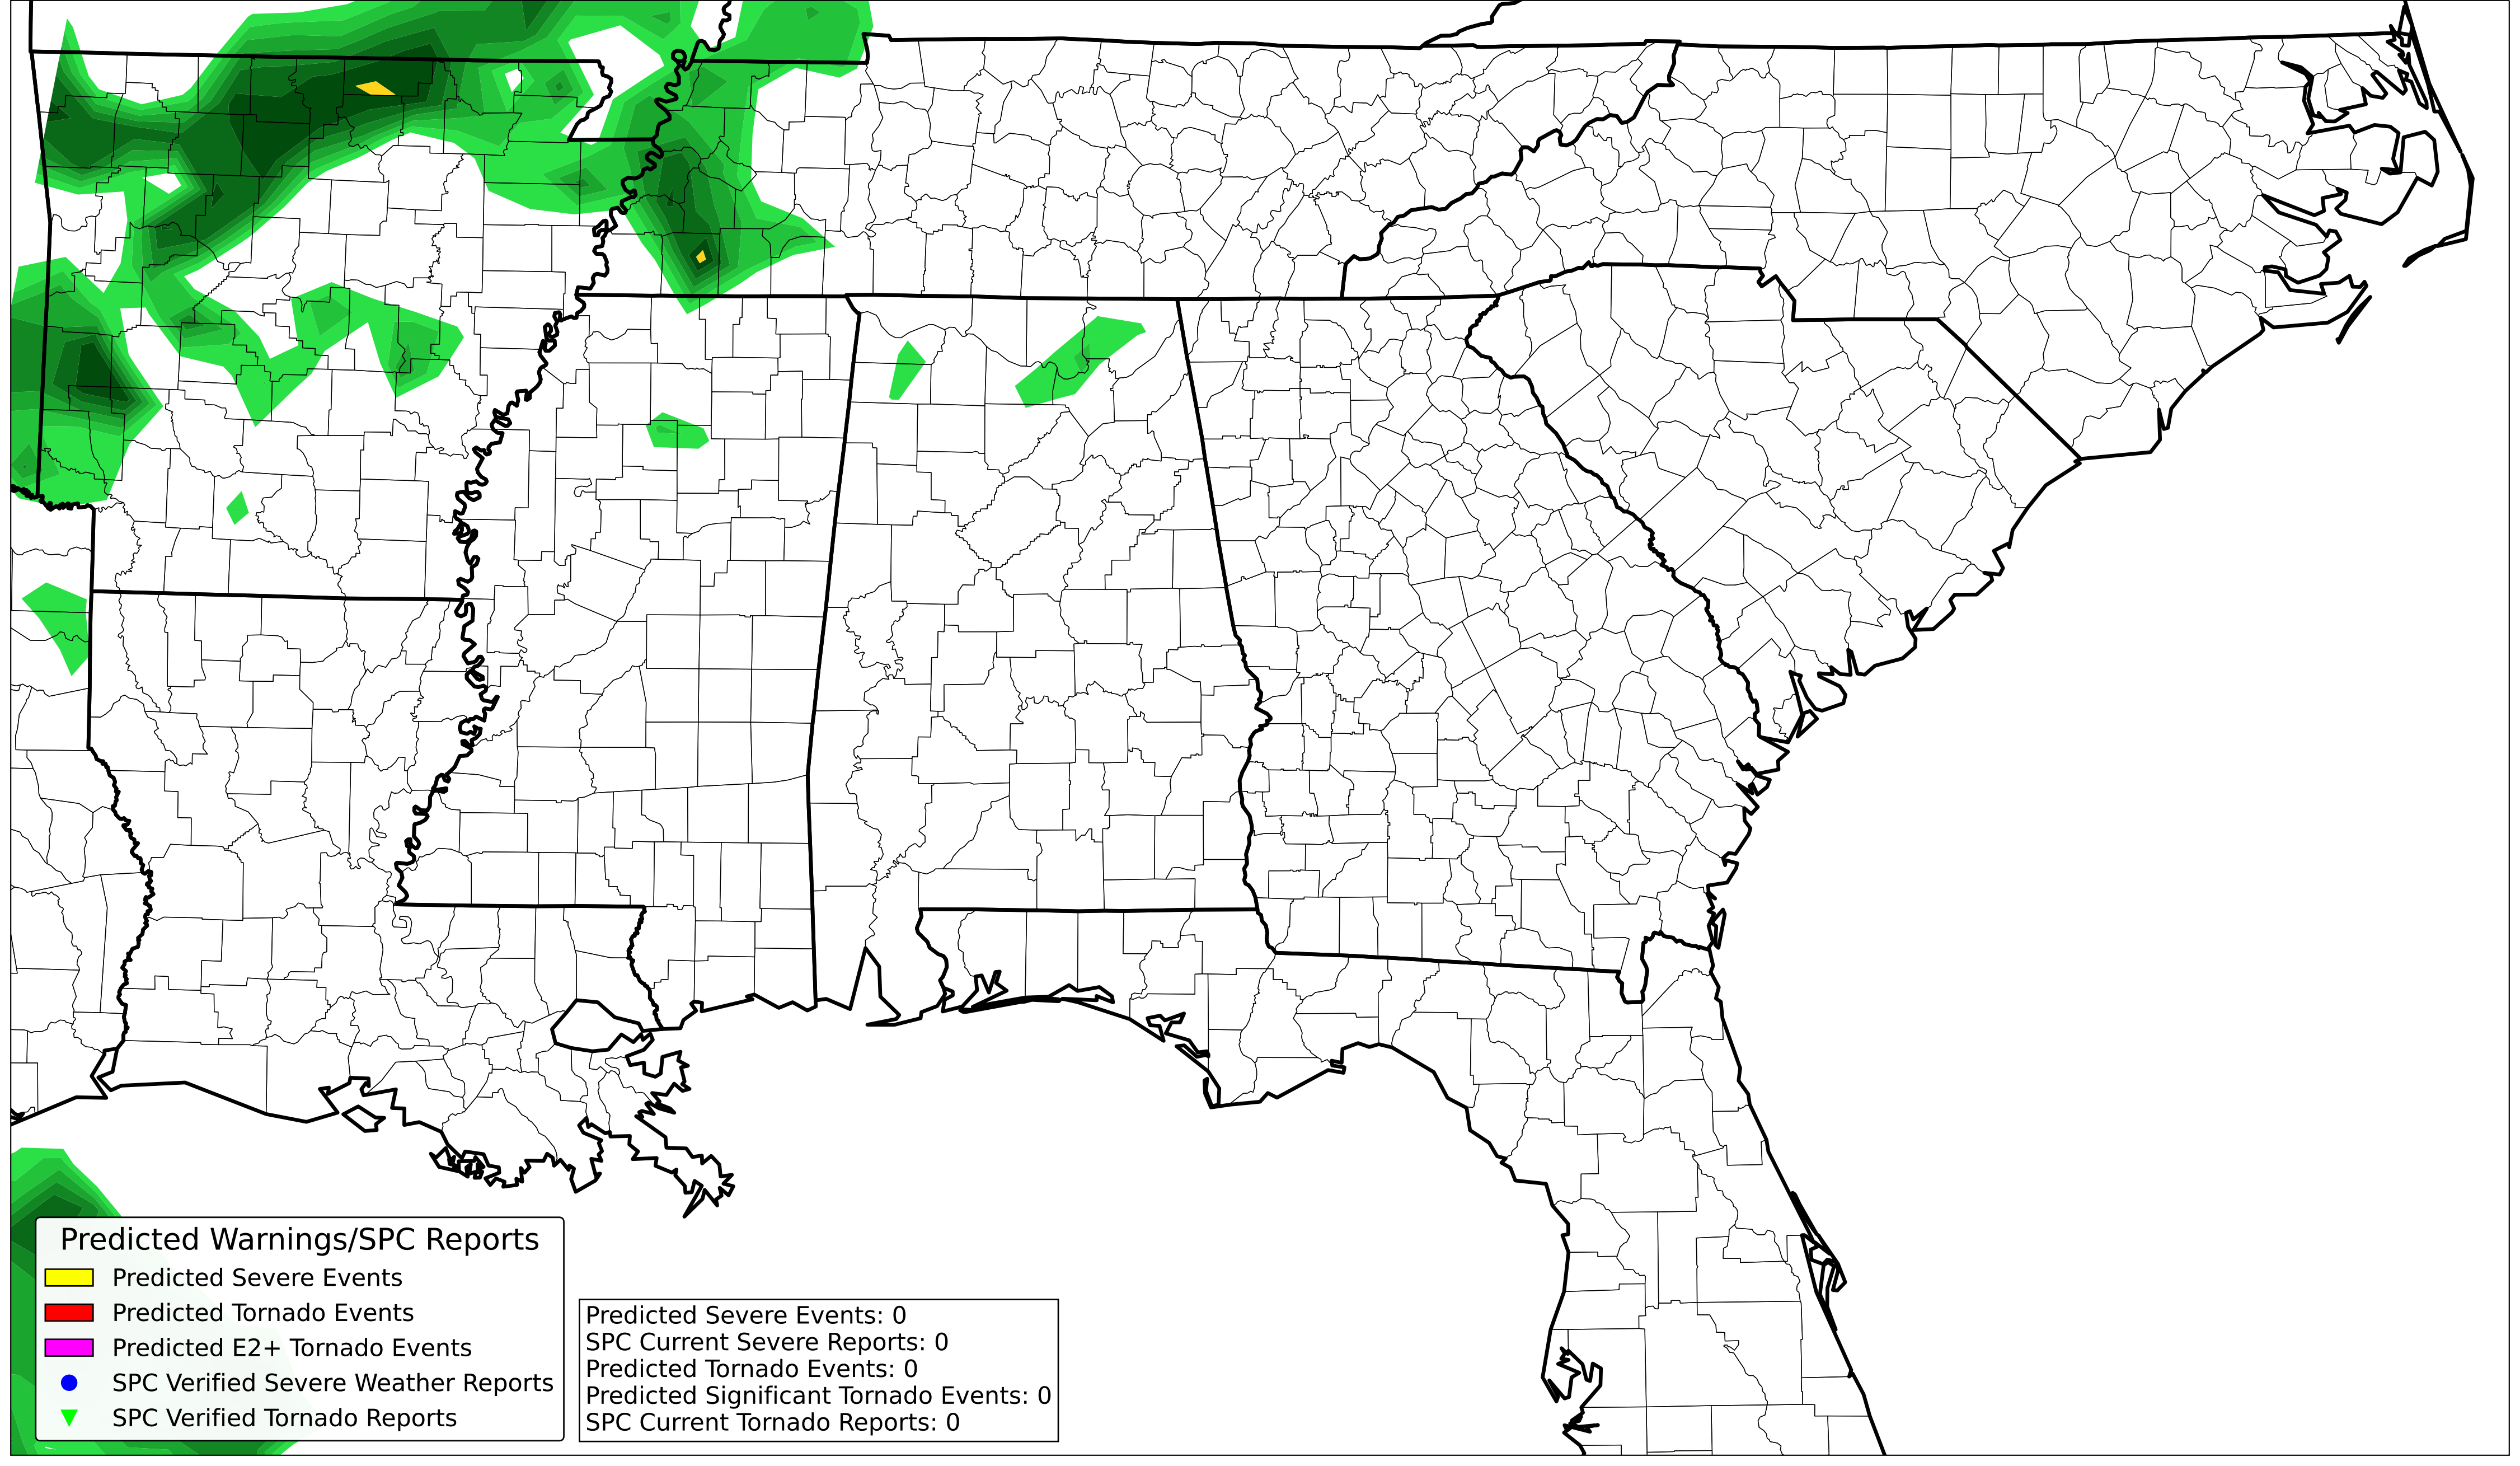 Predicted Warnings/SPC Reports
Predicted Severe Events
Predicted Tornado Events
Predicted E2+ Tornado Events
SPC Verified Severe Weather Reports
SPC Verified Tornado Reports
Predicted Severe Events: 0
SPC Current Severe Reports: 0
Predicted Tornado Events: 0
Predicted Significant Tornado Events: 0
SPC Current Tornado Reports: 0